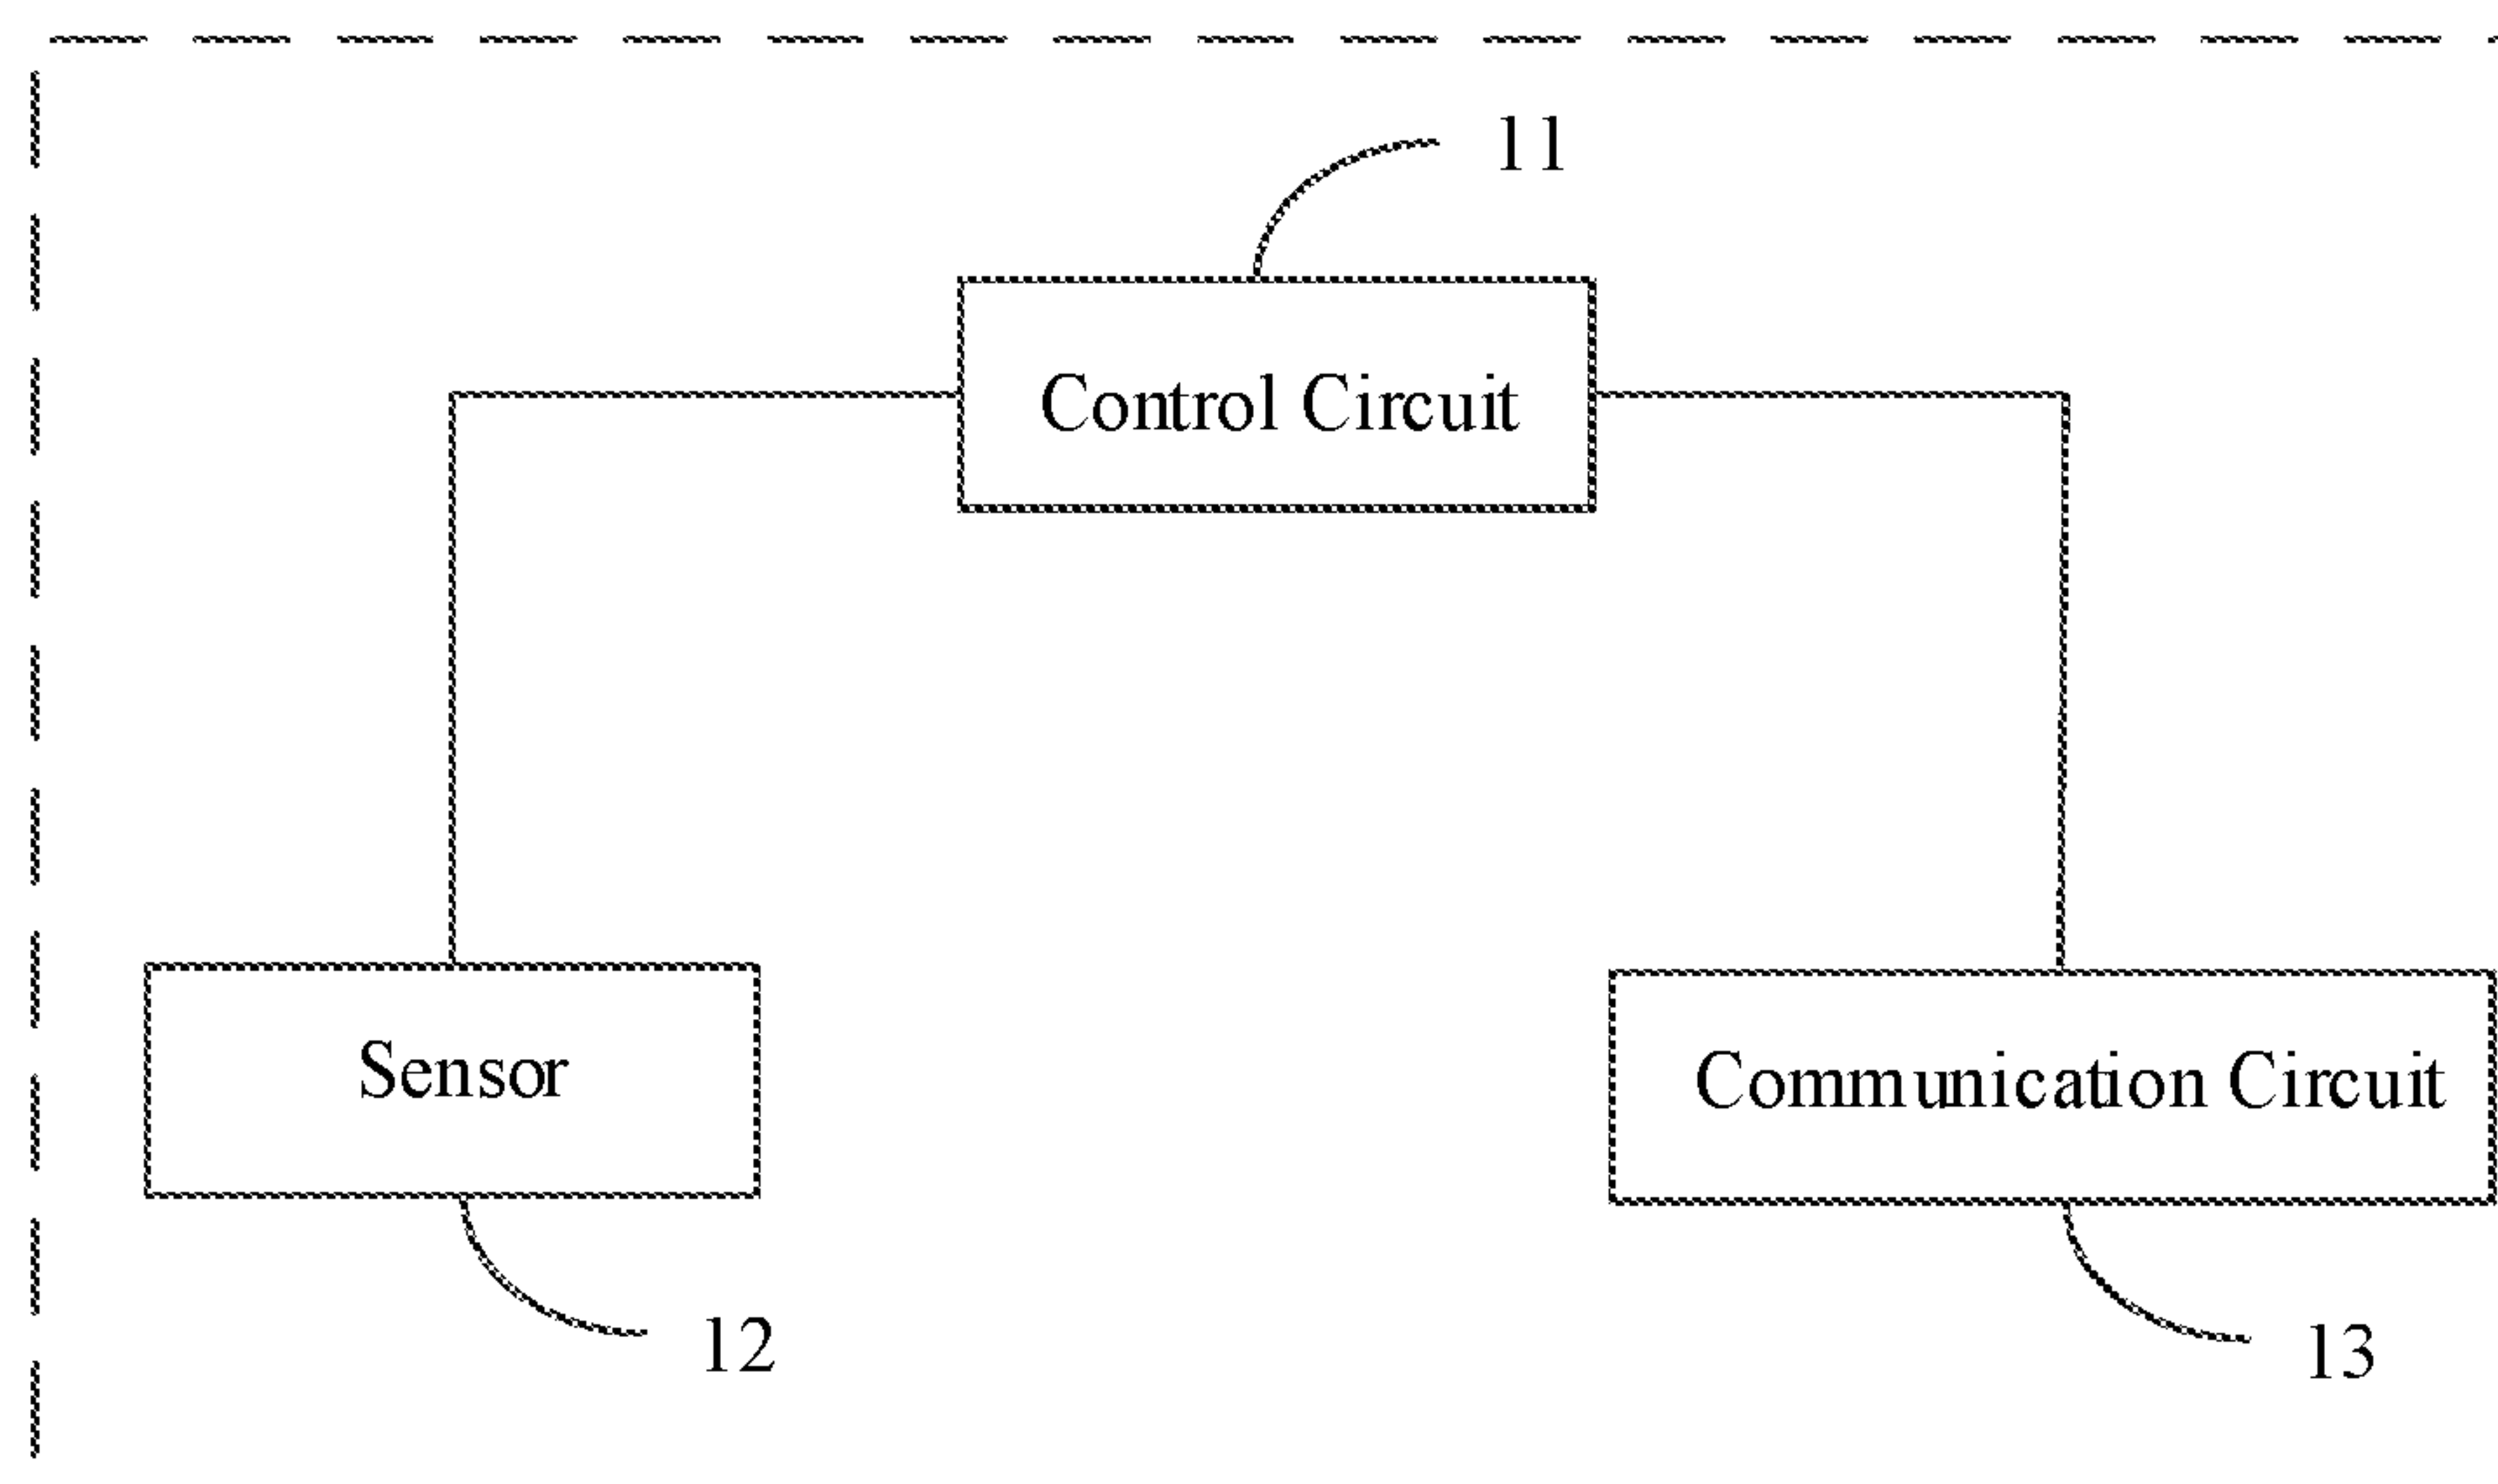 11
Control Circuit
Sensor
Communication Circuit
12
13